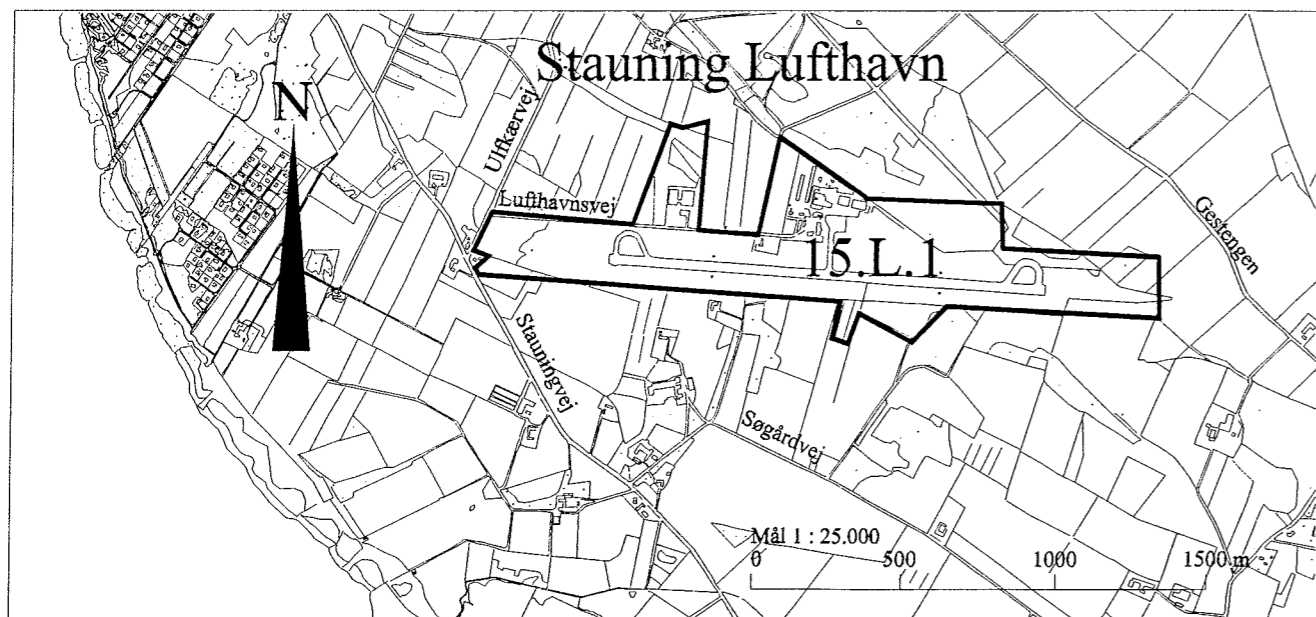 Stauning Lufthavn
N
Ulfkærvej
Lufthavnsvej
Gestengen
15.L.1
Stauningvej
Søgårdvej
Mål 1 : 25.000
0 500 1000 1500 m